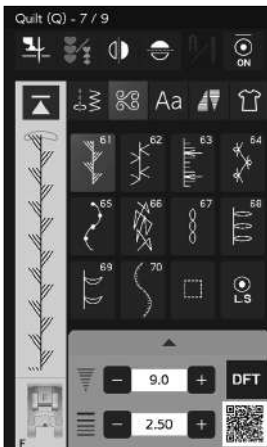 Quilt (Q) - 7 / 9
ON
Aa
61 62 63 64
65 66 67 68
69 70
L.S
− 9.0 + DFT
− 2.50 +
F